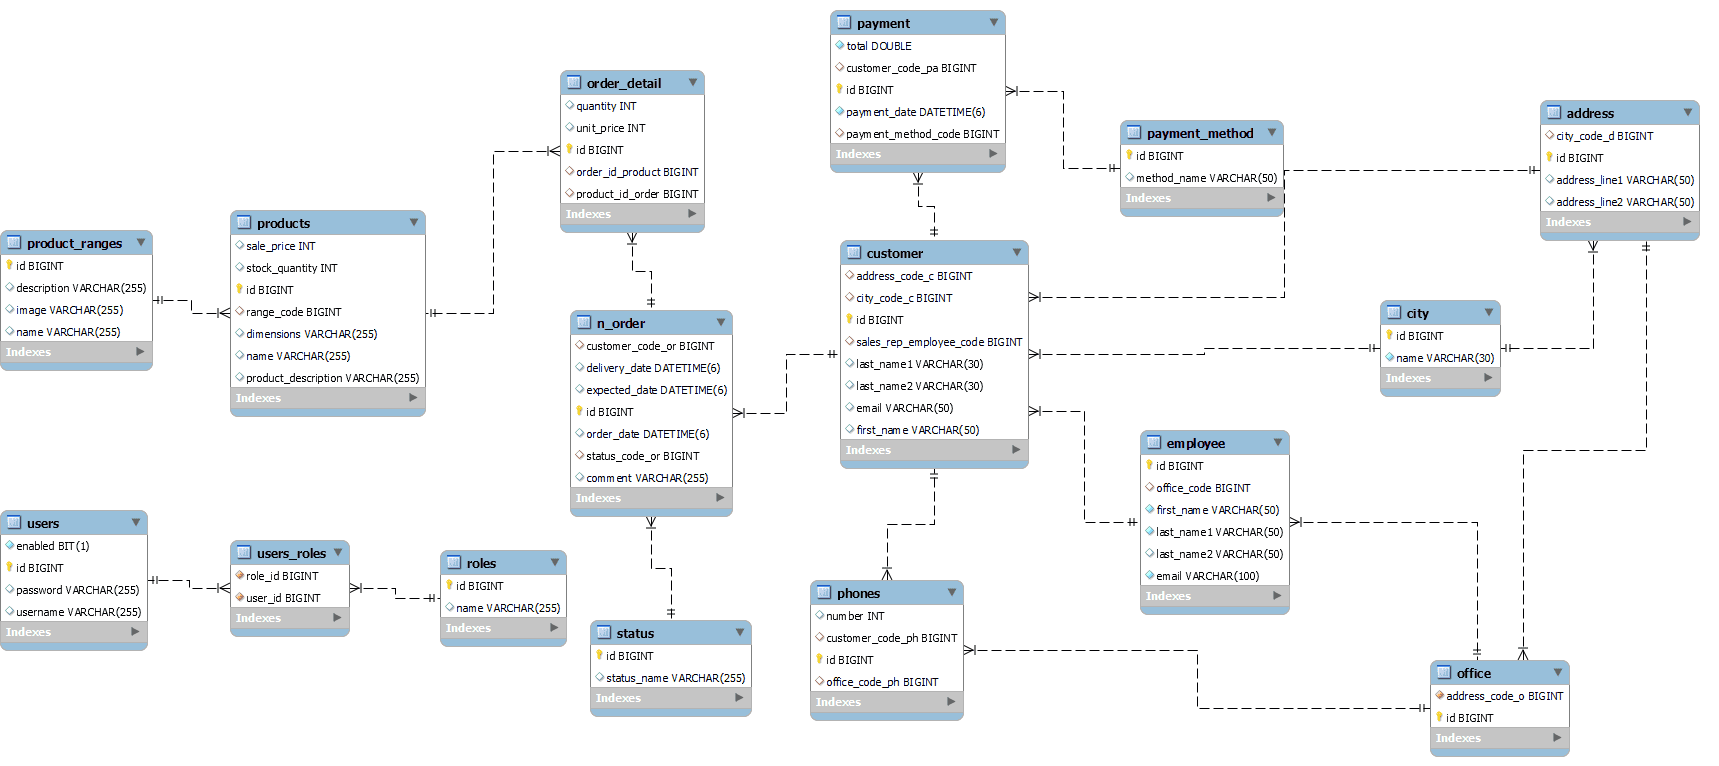 payment
total DOUBLE
customer_code_pa BIGINT
id BIGINT
payment_date DATETIME(6)
payment_method_code BIGINT
Indexes
order_detail
quantity INT
unit_price INT
id BIGINT
order_id_product BIGINT
product_id_order BIGINT
Indexes
payment_method
id BIGINT
method_name VARCHAR(50)
Indexes
address
city_code_d BIGINT
id BIGINT
address_line1 VARCHAR(50)
address_line2 VARCHAR(50)
Indexes
product_ranges
id BIGINT
description VARCHAR(255)
image VARCHAR(255)
name VARCHAR(255)
Indexes
products
sale_price INT
stock_quantity INT
id BIGINT
range_code BIGINT
dimensions VARCHAR(255)
name VARCHAR(255)
product_description VARCHAR(255)
Indexes
customer
address_code_c BIGINT
city_code_c BIGINT
id BIGINT
sales_rep_employee_code BIGINT
last_name1 VARCHAR(30)
last_name2 VARCHAR(30)
email VARCHAR(50)
first_name VARCHAR(50)
Indexes
n_order
customer_code_or BIGINT
delivery_date DATETIME(6)
expected_date DATETIME(6)
id BIGINT
order_date DATETIME(6)
status_code_or BIGINT
comment VARCHAR(255)
Indexes
city
id BIGINT
name VARCHAR(30)
Indexes
employee
id BIGINT
office_code BIGINT
first_name VARCHAR(50)
last_name1 VARCHAR(50)
last_name2 VARCHAR(50)
email VARCHAR(100)
Indexes
users
enabled BIT(1)
id BIGINT
password VARCHAR(255)
username VARCHAR(255)
Indexes
users_roles
role_id BIGINT
user_id BIGINT
Indexes
roles
id BIGINT
name VARCHAR(255)
Indexes
status
id BIGINT
status_name VARCHAR(255)
Indexes
phones
number INT
customer_code_ph BIGINT
id BIGINT
office_code_ph BIGINT
Indexes
office
address_code_o BIGINT
id BIGINT
Indexes